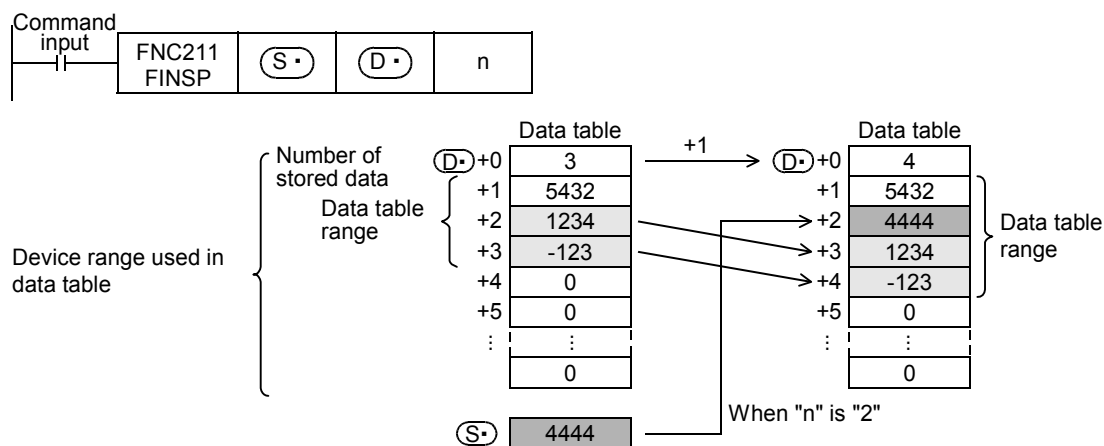 Command
input
FNC211
FINSP
S・
D・
n
Data table
Number of
stored data
D・ +0 3
+1 5432
+2 1234
+3 -123
+4 0
+5 0
⋮ ⋮
0
Data table
range
Device range used in
data table
+1
Data table
D・ +0 4
+1 5432
+2 4444
+3 1234
+4 -123
+5 0
⋮ ⋮
0
Data table
range
S・ 4444
When "n" is "2"